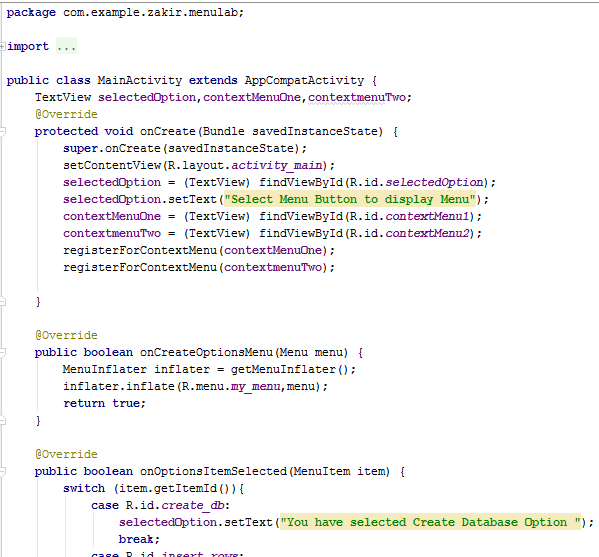 package com.example.zakir.menulab;
import ...
public class MainActivity extends AppCompatActivity {
TextView selectedOption,contextMenuOne,contextmenuTwo;
@Override
protected void onCreate(Bundle savedInstanceState) {
super.onCreate(savedInstanceState);
setContentView(R.layout.activity_main);
selectedOption = (TextView) findViewById(R.id.selectedOption);
selectedOption.setText("Select Menu Button to display Menu");
contextMenuOne = (TextView) findViewById(R.id.contextMenu1);
contextmenuTwo = (TextView) findViewById(R.id.contextMenu2);
registerForContextMenu(contextMenuOne);
registerForContextMenu(contextmenuTwo);
}
@Override
public boolean onCreateOptionsMenu(Menu menu) {
MenuInflater inflater = getMenuInflater();
inflater.inflate(R.menu.my_menu,menu);
return true;
}
@Override
public boolean onOptionsItemSelected(MenuItem item) {
switch (item.getItemId()){
case R.id.create_db:
selectedOption.setText("You have selected Create Database Option ");
break;
case R.id.insert_rows: